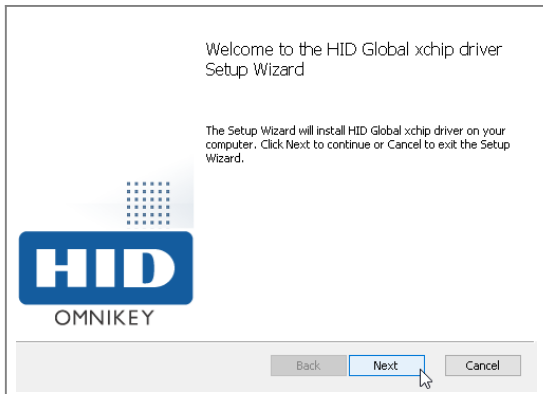 Welcome to the HID Global xchip driver
Setup Wizard
The Setup Wizard will install HID Global xchip driver on your
computer. Click Next to continue or Cancel to exit the Setup
Wizard.
HID
OMNIKEY
Back Next Cancel